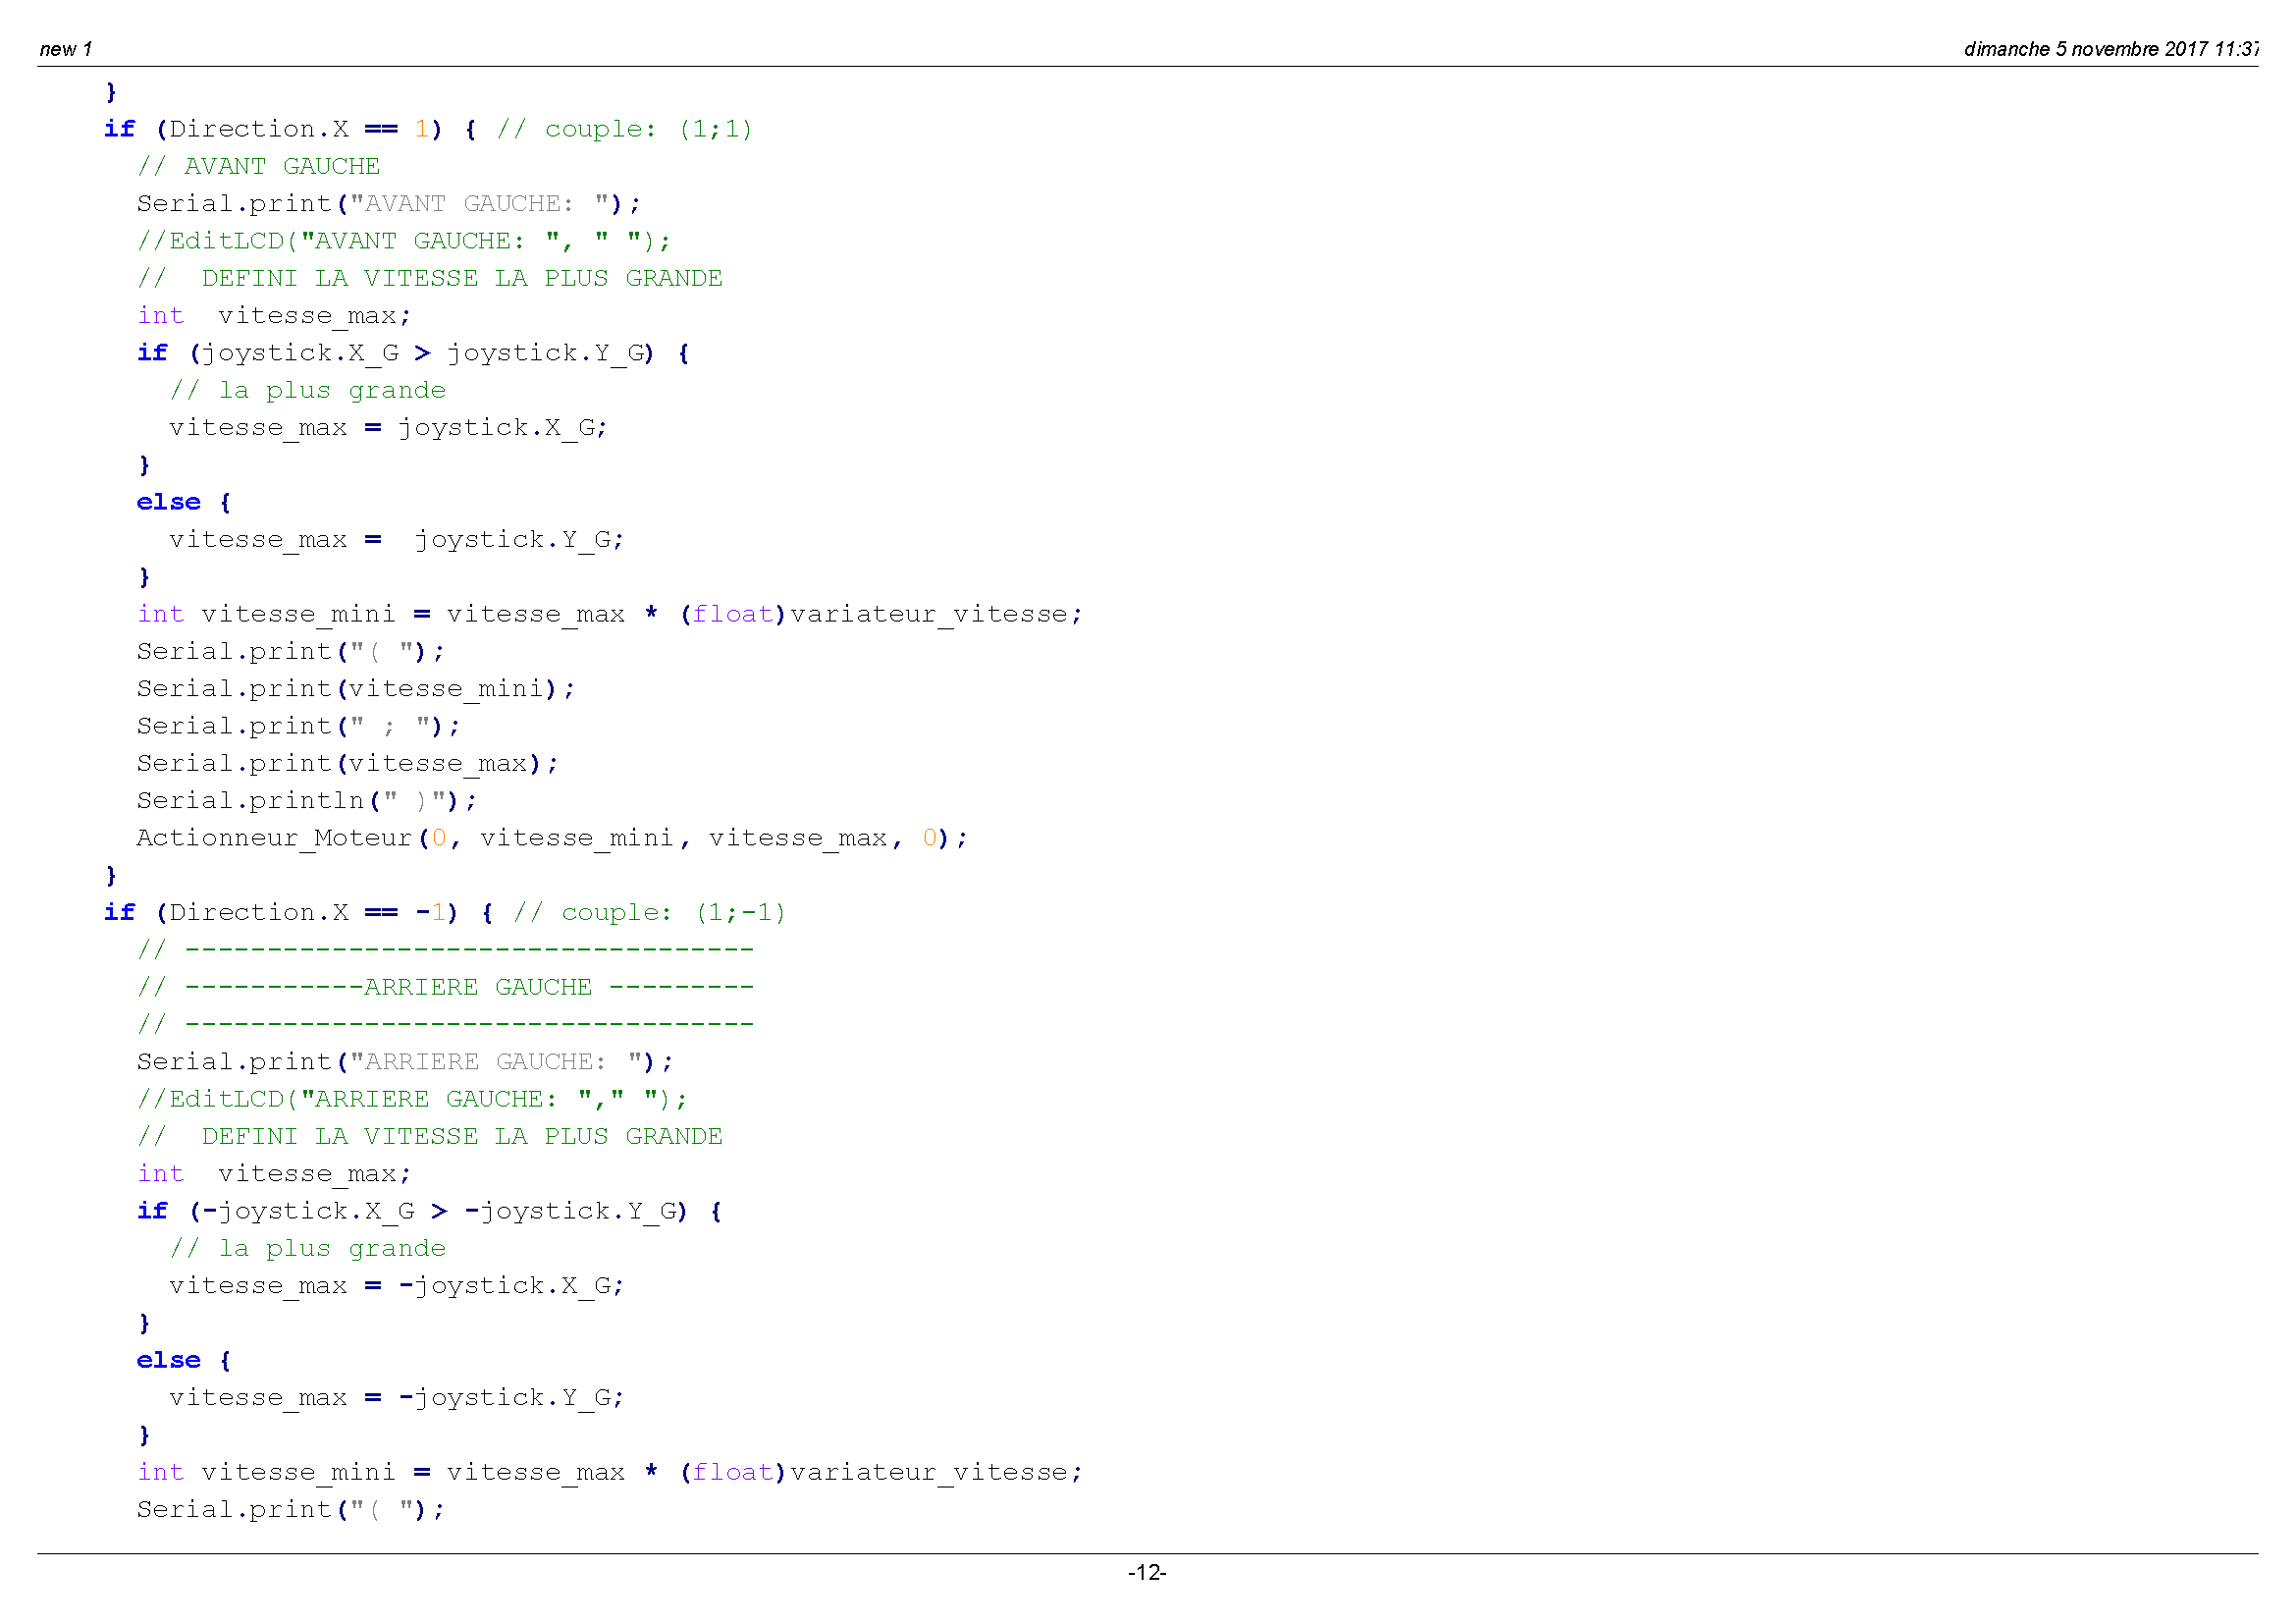 new 1
dimanche 5 novembre 2017 11:37
}
if (Direction.X == 1) { // couple: (1;1)
// AVANT GAUCHE
Serial.print("AVANT GAUCHE: ");
//EditLCD("AVANT GAUCHE: ", " ");
//  DEFINI LA VITESSE LA PLUS GRANDE
int  vitesse_max;
if (joystick.X_G > joystick.Y_G) {
// la plus grande
vitesse_max = joystick.X_G;
}
else {
vitesse_max =  joystick.Y_G;
}
int vitesse_mini = vitesse_max * (float)variateur_vitesse;
Serial.print("( ");
Serial.print(vitesse_mini);
Serial.print(" ; ");
Serial.print(vitesse_max);
Serial.println(" )");
Actionneur_Moteur(0, vitesse_mini, vitesse_max, 0);
}
if (Direction.X == -1) { // couple: (1;-1)
// -----------------------------------
// -----------ARRIERE GAUCHE ---------
// -----------------------------------
Serial.print("ARRIERE GAUCHE: ");
//EditLCD("ARRIERE GAUCHE: "," ");
//  DEFINI LA VITESSE LA PLUS GRANDE
int  vitesse_max;
if (-joystick.X_G > -joystick.Y_G) {
// la plus grande
vitesse_max = -joystick.X_G;
}
else {
vitesse_max = -joystick.Y_G;
}
int vitesse_mini = vitesse_max * (float)variateur_vitesse;
Serial.print("( ");
-12-